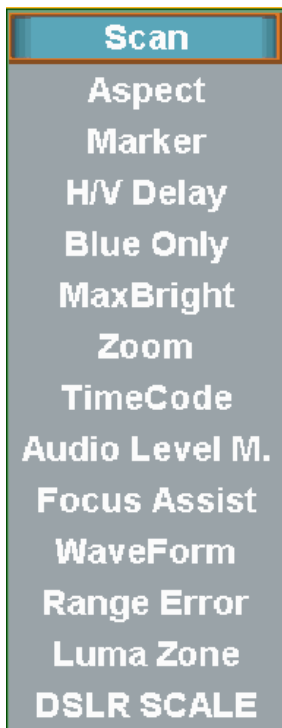 Scan
Aspect
Marker
H/V Delay
Blue Only
MaxBright
Zoom
TimeCode
Audio Level M.
Focus Assist
WaveForm
Range Error
Luma Zone
DSLR SCALE